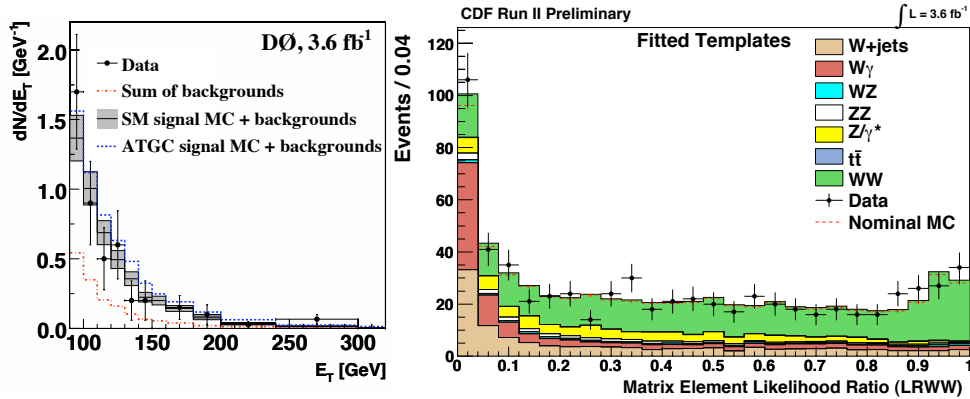 DØ, 3.6 fb⁻¹
dN/dE_T [GeV⁻¹]
Data
Sum of backgrounds
SM signal MC + backgrounds
ATGC signal MC + backgrounds
2.0
1.5
1.0
0.5
0.0
100 150 200 250 300
E_T [GeV]
CDF Run II Preliminary
∫ L = 3.6 fb⁻¹
Fitted Templates
Events / 0.04
W+jets
Wγ
WZ
ZZ
Z/γ*
tt̄
WW
Data
Nominal MC
120
100
80
60
40
20
0
0 0.1 0.2 0.3 0.4 0.5 0.6 0.7 0.8 0.9 1
Matrix Element Likelihood Ratio (LRWW)